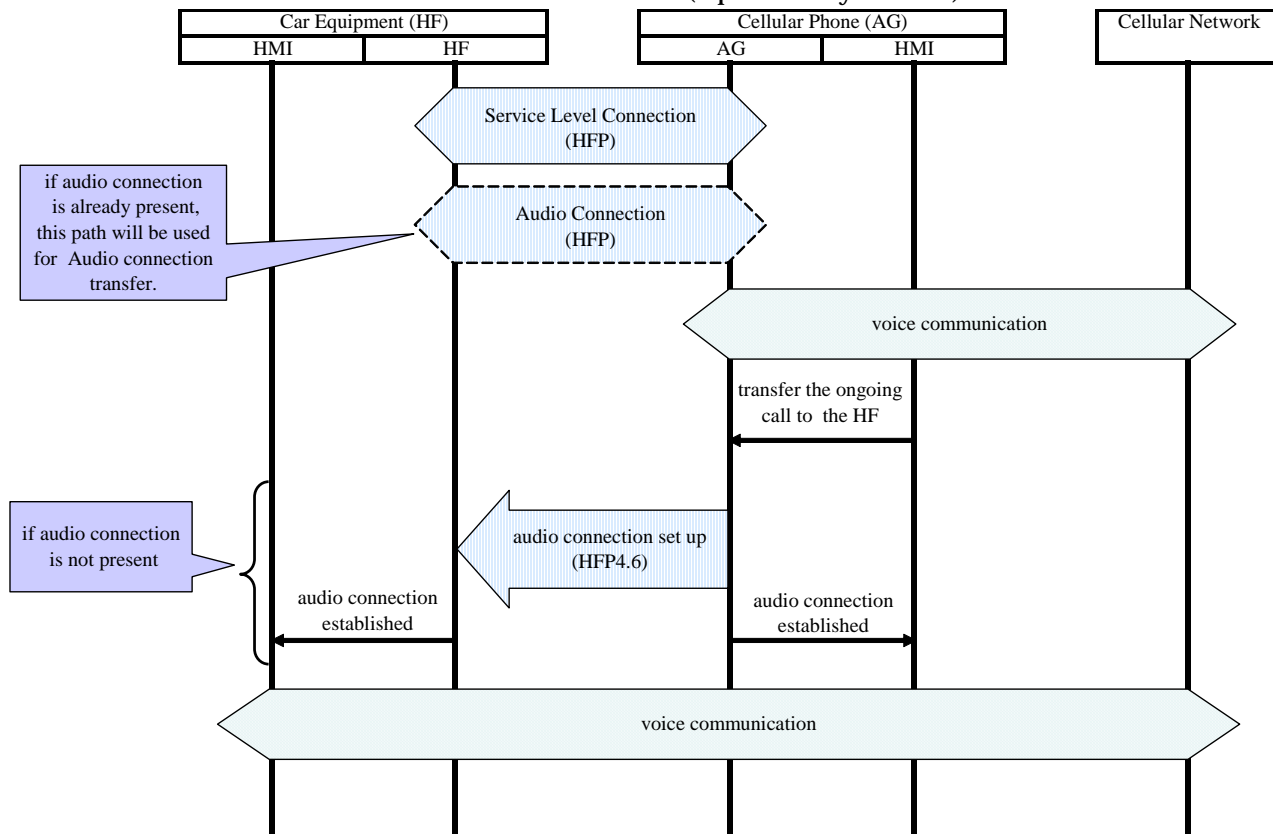 Car Equipment (HF)
Cellular Phone (AG)
Cellular Network
HMI
HF
AG
HMI
Service Level Connection
(HFP)
if audio connection
is already present,
this path will be used
for Audio connection
transfer.
Audio Connection
(HFP)
voice communication
transfer the ongoing
call to the HF
if audio connection
is not present
audio connection set up
(HFP4.6)
audio connection
established
audio connection
established
voice communication